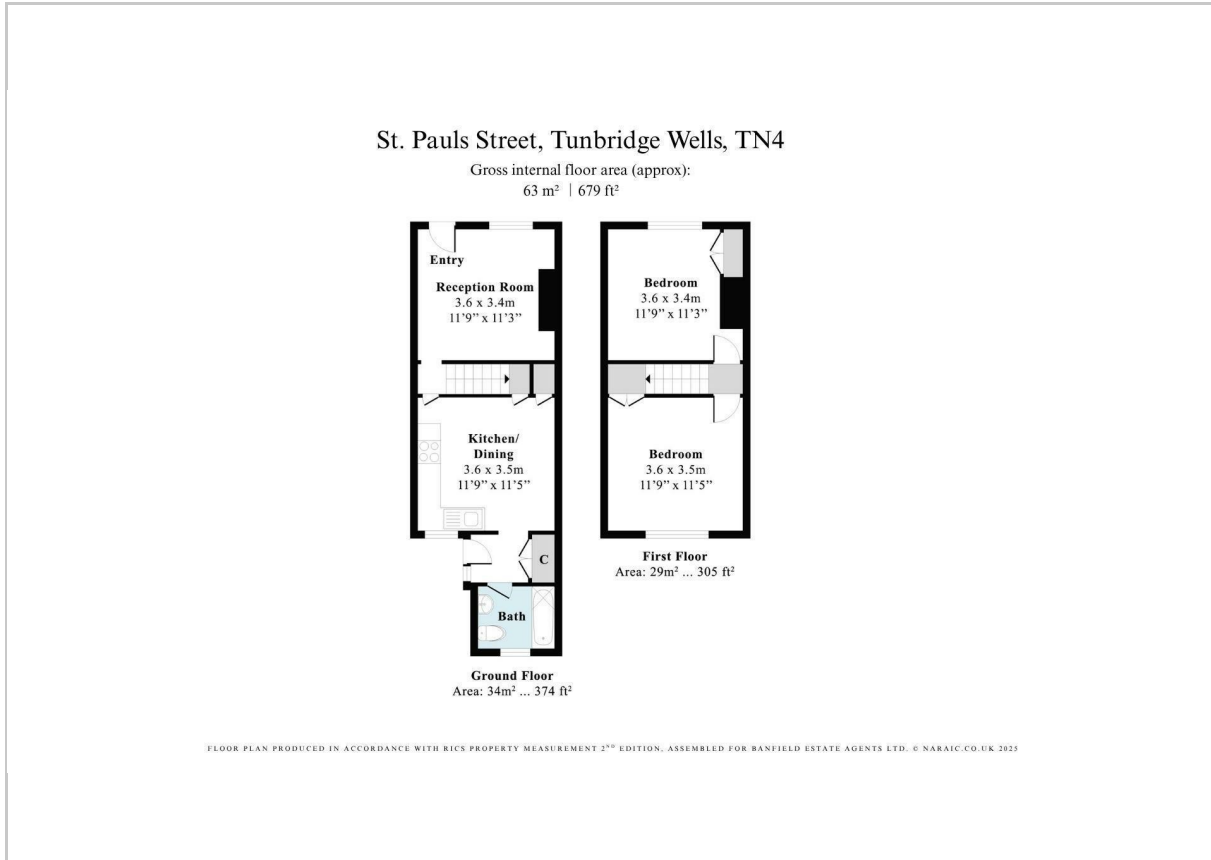 St. Pauls Street, Tunbridge Wells, TN4
Gross internal floor area (approx):
63 m² | 679 ft²
Entry
Reception Room
3.6 x 3.4m
11’9” x 11’3”
Kitchen/
Dining
3.6 x 3.5m
11’9” x 11’5”
C
Bath
Ground Floor
Area: 34m² ... 374 ft²
Bedroom
3.6 x 3.4m
11’9” x 11’3”
Bedroom
3.6 x 3.5m
11’9” x 11’5”
First Floor
Area: 29m² ... 305 ft²
FLOOR PLAN PRODUCED IN ACCORDANCE WITH RICS PROPERTY MEASUREMENT 2ᴺᴰ EDITION. ASSEMBLED FOR BANFIELD ESTATE AGENTS LTD. © NARAIC.CO.UK 2025